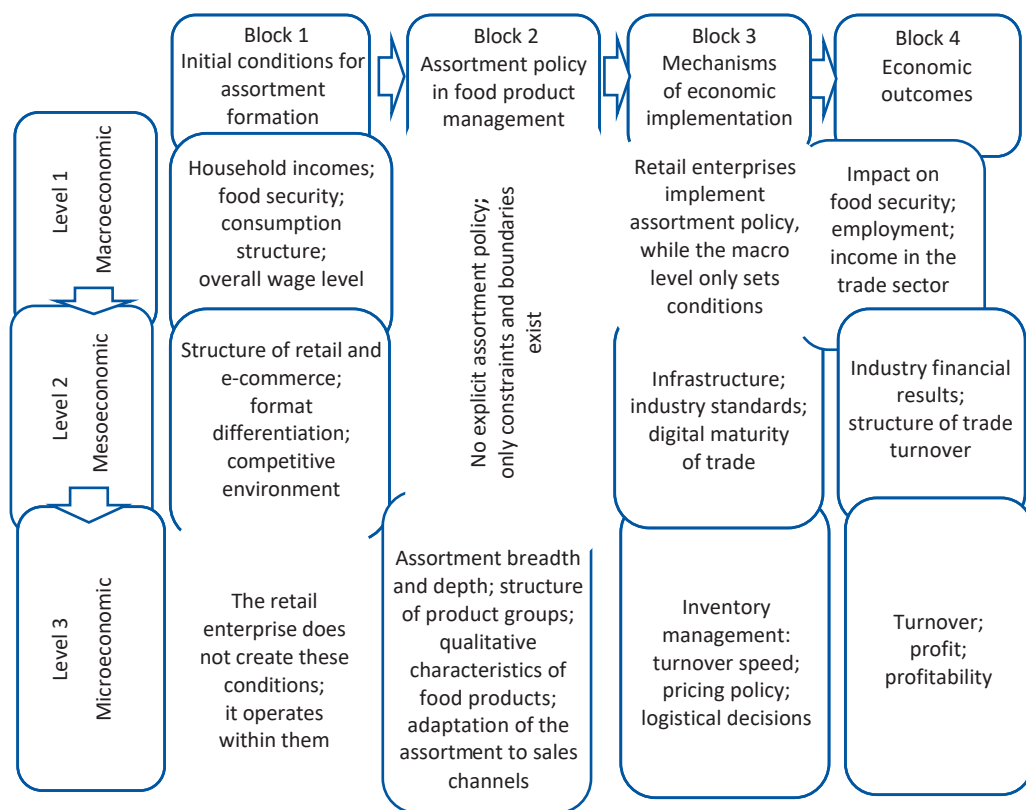 Block 1
Initial conditions for
assortment
formation
Block 2
Assortment policy
in food product
management
Block 3
Mechanisms
of economic
implementation
Block 4
Economic
outcomes
Level 1
Macroeconomic
Household incomes;
food security;
consumption
structure;
overall wage level
No explicit assortment policy;
only constraints and boundaries
exist
Retail enterprises
implement
assortment policy,
while the macro
level only sets
conditions
Impact on
food security;
employment;
income in the
trade sector
Level 2
Mesoeconomic
Structure of retail and
e-commerce;
format
differentiation;
competitive
environment
Infrastructure;
industry standards;
digital maturity
of trade
Industry financial
results;
structure of trade
turnover
Level 3
Microeconomic
The retail
enterprise does
not create these
conditions;
it operates
within them
Assortment breadth
and depth; structure
of product groups;
qualitative
characteristics of
food products;
adaptation of the
assortment to sales
channels
Inventory
management:
turnover speed;
pricing policy;
logistical decisions
Turnover;
profit;
profitability